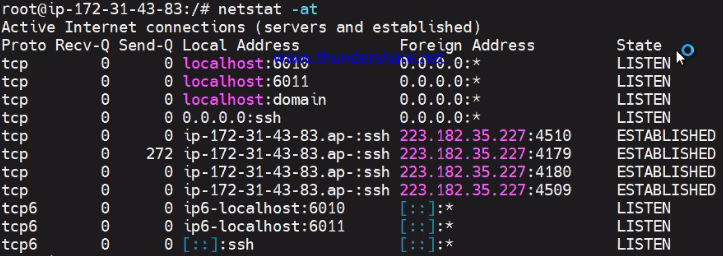 root@ip-172-31-43-83:/# netstat -at
Active Internet connections (servers and established)
Proto Recv-Q Send-Q Local Address           Foreign Address         State
tcp        0      0 localhost:6010          0.0.0.0:*               LISTEN
www.thundershare.net
tcp        0      0 localhost:6011          0.0.0.0:*               LISTEN
tcp        0      0 localhost:domain        0.0.0.0:*               LISTEN
tcp        0      0 0.0.0.0:ssh             0.0.0.0:*               LISTEN
tcp        0      0 ip-172-31-43-83.ap-:ssh 223.182.35.227:4510     ESTABLISHED
tcp        0    272 ip-172-31-43-83.ap-:ssh 223.182.35.227:4179     ESTABLISHED
tcp        0      0 ip-172-31-43-83.ap-:ssh 223.182.35.227:4180     ESTABLISHED
tcp        0      0 ip-172-31-43-83.ap-:ssh 223.182.35.227:4509     ESTABLISHED
tcp6       0      0 ip6-localhost:6010      [::]:*                  LISTEN
tcp6       0      0 ip6-localhost:6011      [::]:*                  LISTEN
tcp6       0      0 [::]:ssh                [::]:*                  LISTEN